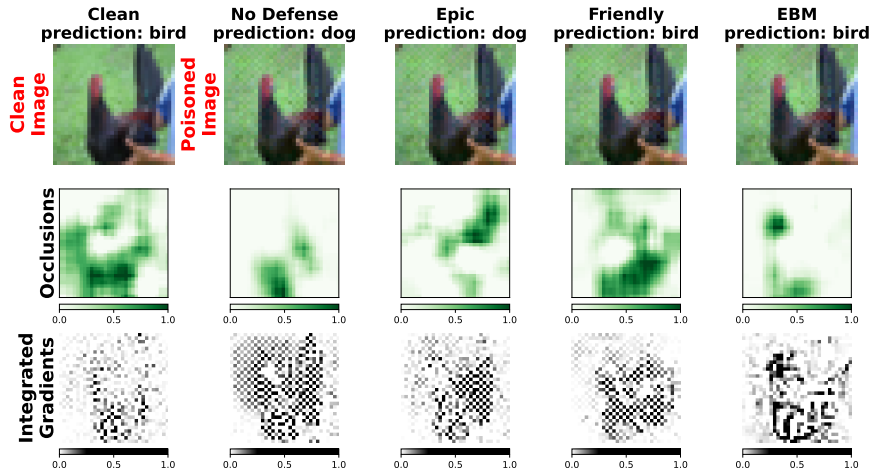 Clean
prediction: bird
No Defense
prediction: dog
Epic
prediction: dog
Friendly
prediction: bird
EBM
prediction: bird
Clean
Image
Poisoned
Image
Occlusions
0.0 0.5 1.0
0.0 0.5 1.0
0.0 0.5 1.0
0.0 0.5 1.0
0.0 0.5 1.0
Integrated
Gradients
0.0 0.5 1.0
0.0 0.5 1.0
0.0 0.5 1.0
0.0 0.5 1.0
0.0 0.5 1.0